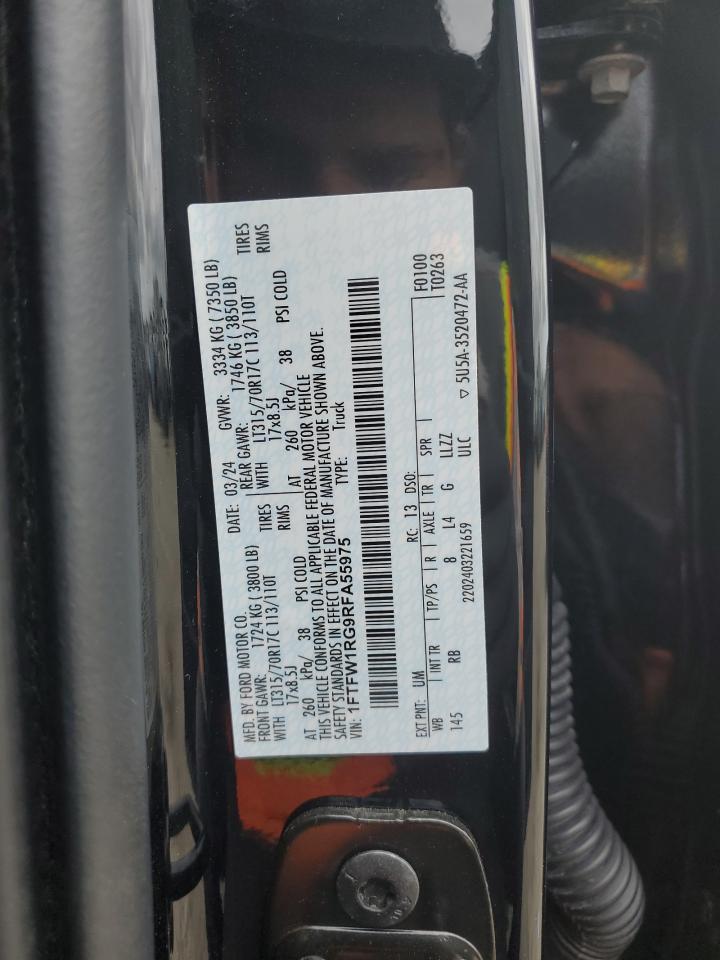 MFD. BY FORD MOTOR CO. DATE: 03/24 GVWR: 3334 KG ( 7350 LB)
FRONT GAWR: 1724 KG ( 3800 LB) REAR GAWR: 1746 KG ( 3850 LB)
WITH LT315/70R17C 113/110T TIRES WITH LT315/70R17C 113/110T TIRES
17x8.5J RIMS 17x8.5J RIMS
AT 260 kPa/ 38 PSI COLD AT 260 kPa/ 38 PSI COLD
THIS VEHICLE CONFORMS TO ALL APPLICABLE FEDERAL MOTOR VEHICLE
SAFETY STANDARDS IN EFFECT ON THE DATE OF MANUFACTURE SHOWN ABOVE.
VIN: 1FTFW1RG9RFA55975 TYPE: Truck
EXT PNT: UM RC: 13 DSO: F0100
WB INT TR TP/PS R AXLE TR SPR T0263
145 RB 8 L4 G LLZZ
2202403221659 ULC ▽ 5U5A-3520472-AA